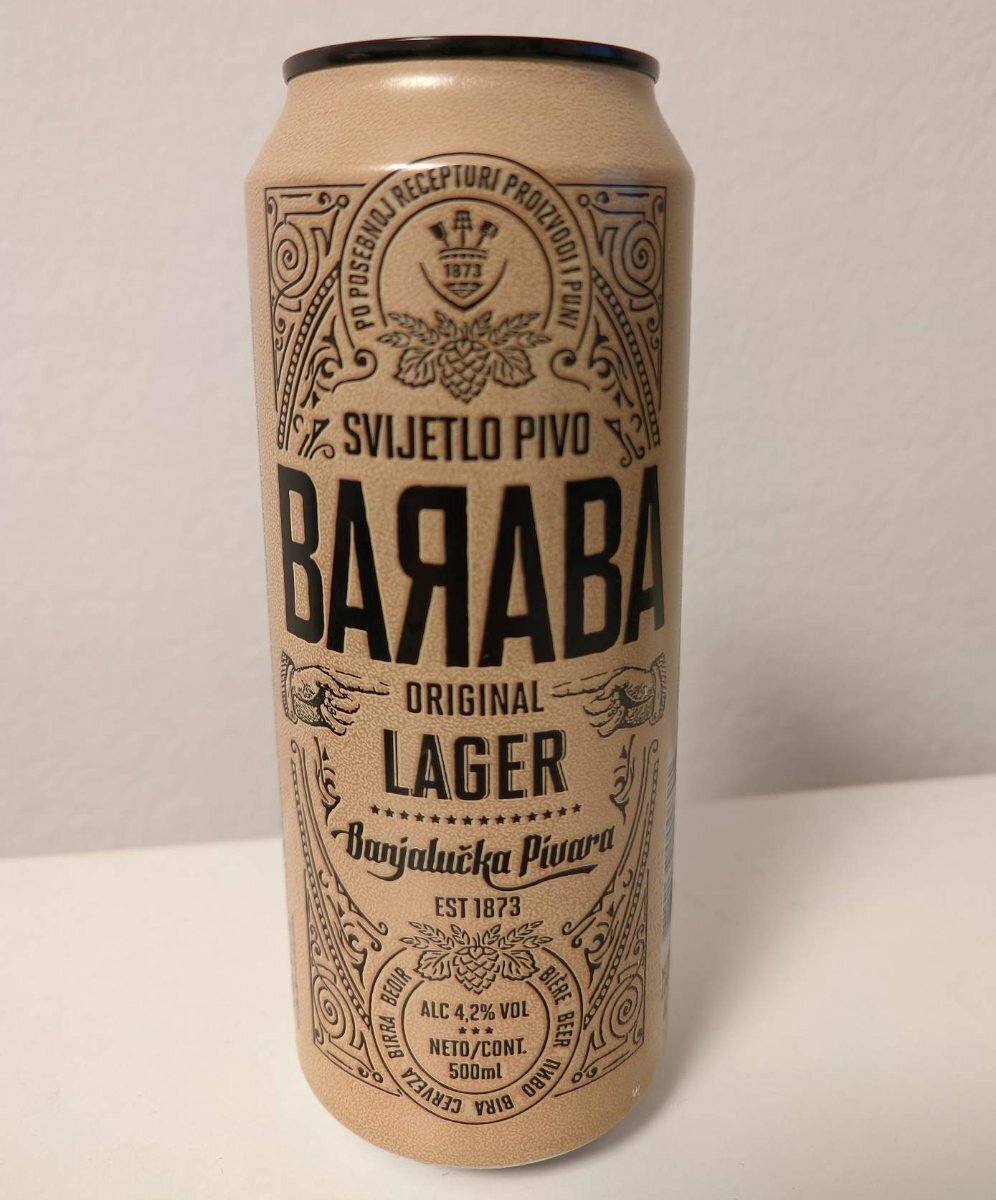 PO POSEBNOJ RECEPTURI PROIZVODI I PUNI
1873
SVIJETLO PIVO
BAЯABA
ORIGINAL
LAGER
Banjalučka Pivara
EST 1873
ALC 4,2% VOL
NETO/CONT.
500ml
BIÈRE BEER ПИВО BIRA CERVEZA BIRRA BEOIR